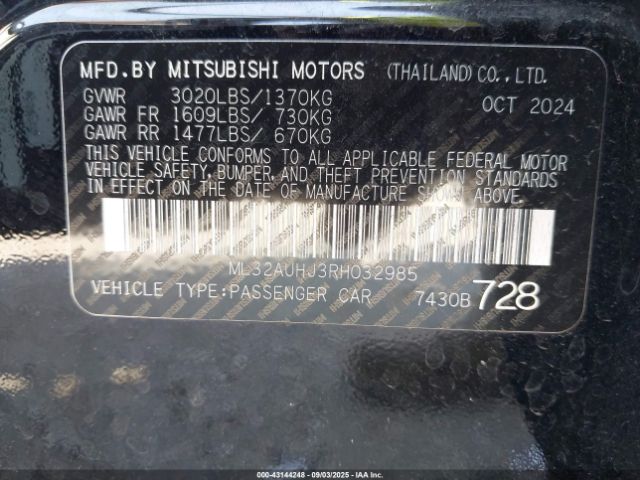 MFD.BY MITSUBISHI MOTORS (THAILAND)CO.,LTD.
GVWR 3020LBS/1370KG OCT 2024
GAWR FR 1609LBS/ 730KG
GAWR RR 1477LBS/ 670KG
THIS VEHICLE CONFORMS TO ALL APPLICABLE FEDERAL MOTOR
VEHICLE SAFETY, BUMPER, AND THEFT PREVENTION STANDARDS
IN EFFECT ON THE DATE OF MANUFACTURE SHOWN ABOVE.
ML32AUHJ3RH032985
VEHICLE TYPE:PASSENGER CAR 7430B 728
000-43144248 | 09/03/2025 | © IAA Holdings, LLC